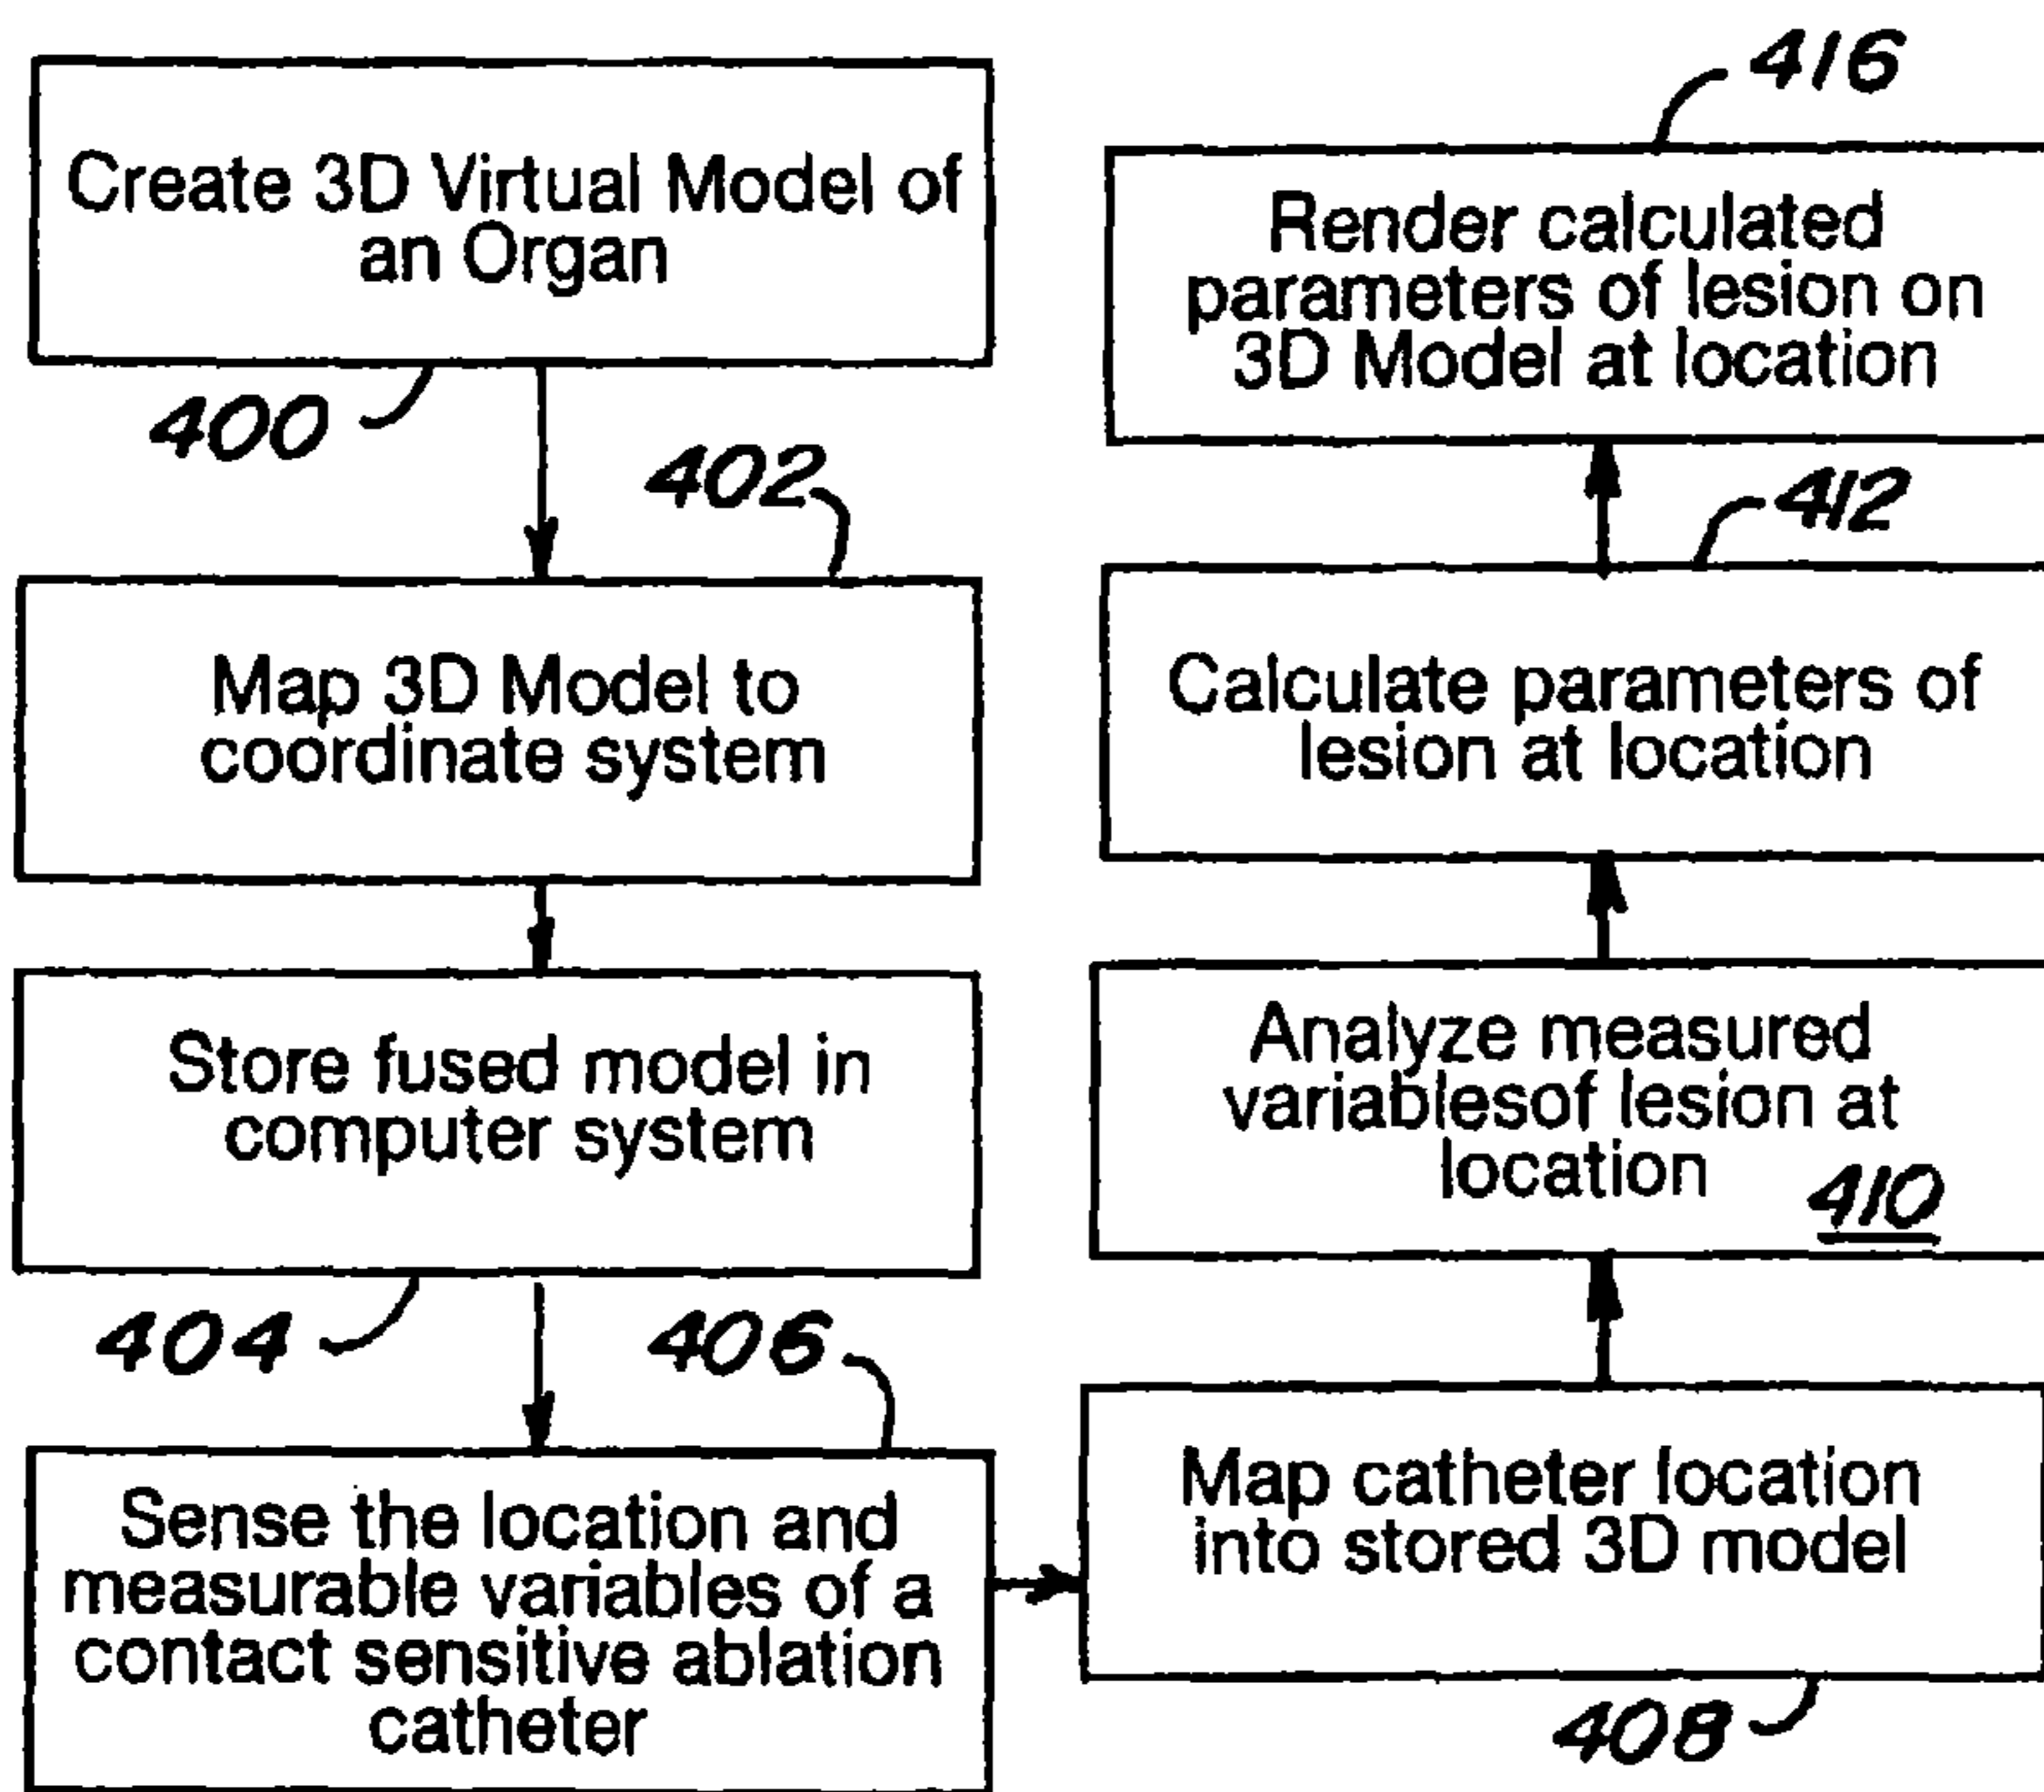 Create 3D Virtual Model of
an Organ
400
402
Map 3D Model to
coordinate system
Store fused model in
computer system
404
406
Sense the location and
measurable variables of a
contact sensitive ablation
catheter
Map catheter location
into stored 3D model
408
Analyze measured
variablesof lesion at
location
410
Calculate parameters of
lesion at location
412
Render calculated
parameters of lesion on
3D Model at location
416